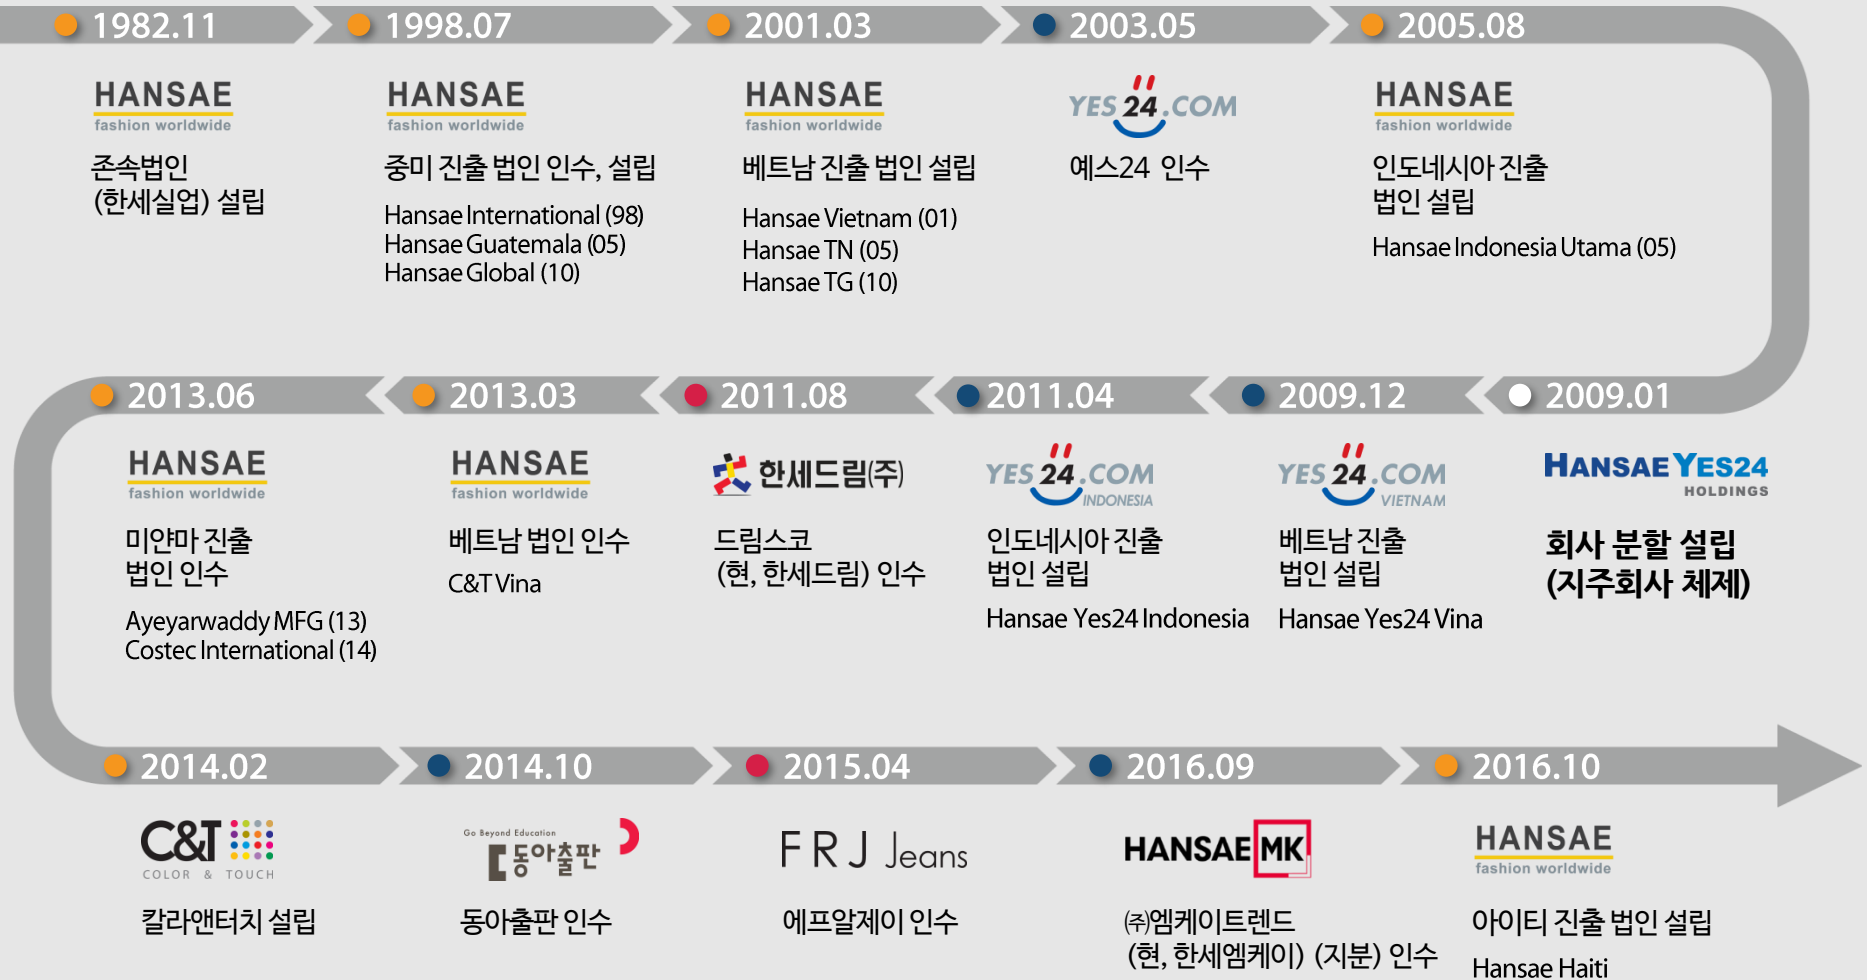 1982.11
HANSAE
fashion worldwide
존속법인
(한세실업) 설립
1998.07
HANSAE
fashion worldwide
중미 진출 법인 인수, 설립
Hansae International (98)
Hansae Guatemala (05)
Hansae Global (10)
2001.03
HANSAE
fashion worldwide
베트남 진출 법인 설립
Hansae Vietnam (01)
Hansae TN (05)
Hansae TG (10)
2003.05
YES24.COM
예스24 인수
2005.08
HANSAE
fashion worldwide
인도네시아 진출
법인 설립
Hansae Indonesia Utama (05)
2009.01
HANSAE YES24
HOLDINGS
회사 분할 설립
(지주회사 체제)
2009.12
YES24.COM
VIETNAM
베트남 진출
법인 설립
Hansae Yes24 Vina
2011.04
YES24.COM
INDONESIA
인도네시아 진출
법인 설립
Hansae Yes24 Indonesia
2011.08
한세드림(주)
드림스코
(현, 한세드림) 인수
2013.03
HANSAE
fashion worldwide
베트남 법인 인수
C&T Vina
2013.06
HANSAE
fashion worldwide
미얀마 진출
법인 인수
Ayeyarwaddy MFG (13)
Costec International (14)
2014.02
C&T
COLOR & TOUCH
칼라앤터치 설립
2014.10
Go Beyond Education
동아출판
동아출판 인수
2015.04
FRJ Jeans
에프알제이 인수
2016.09
HANSAE MK
㈜엠케이트렌드
(현, 한세엠케이) (지분) 인수
2016.10
HANSAE
fashion worldwide
아이티 진출 법인 설립
Hansae Haiti